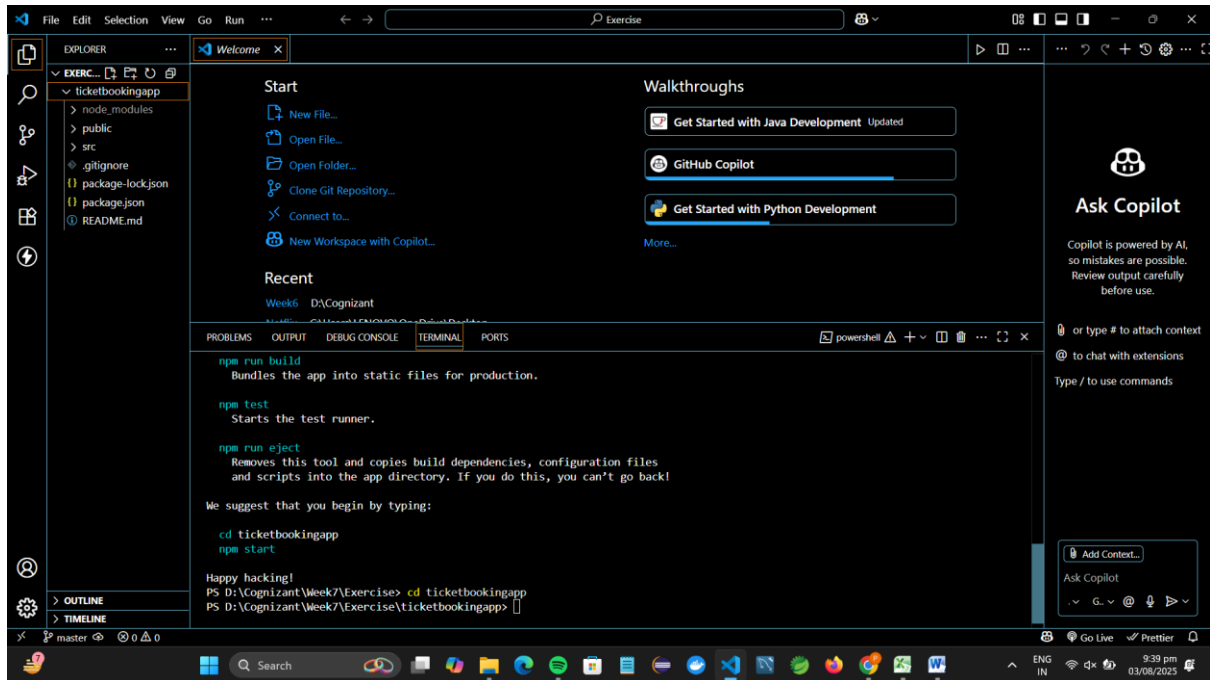 File Edit Selection View Go Run ···
Exercise
EXPLORER ···
EXERC...
ticketbookingapp
node_modules
public
src
.gitignore
package-lock.json
package.json
README.md
OUTLINE
TIMELINE
Welcome
Start
New File...
Open File...
Open Folder...
Clone Git Repository...
Connect to...
New Workspace with Copilot...
Recent
Week6 D:\Cognizant
Walkthroughs
Get Started with Java Development Updated
GitHub Copilot
Get Started with Python Development
More...
PROBLEMS OUTPUT DEBUG CONSOLE TERMINAL PORTS
powershell
npm run build
Bundles the app into static files for production.
npm test
Starts the test runner.
npm run eject
Removes this tool and copies build dependencies, configuration files
and scripts into the app directory. If you do this, you can’t go back!
We suggest that you begin by typing:
cd ticketbookingapp
npm start
Happy hacking!
PS D:\Cognizant\Week7\Exercise> cd ticketbookingapp
PS D:\Cognizant\Week7\Exercise\ticketbookingapp>
Ask Copilot
Copilot is powered by AI,
so mistakes are possible.
Review output carefully
before use.
or type # to attach context
@ to chat with extensions
Type / to use commands
Add Context...
Ask Copilot
G..
master 0 0
Go Live Prettier
7
Search
ENG
IN
9:39 pm
03/08/2025